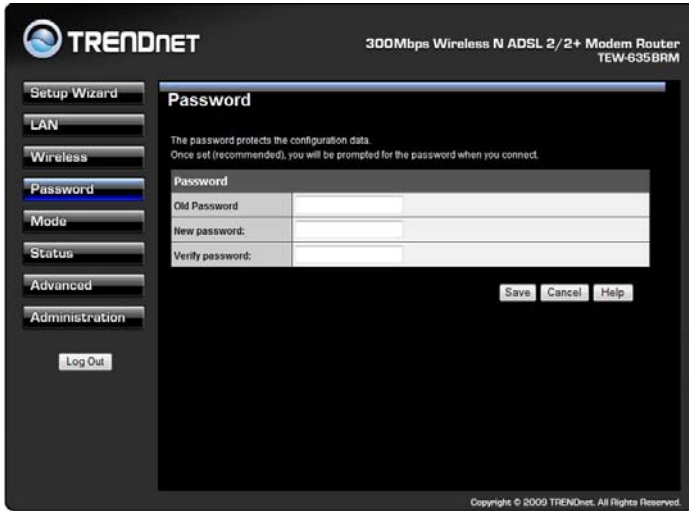 TRENDNET
300Mbps Wireless N ADSL 2/2+ Modem Router
TEW-635BRM
Setup Wizard
LAN
Wireless
Password
Mode
Status
Advanced
Administration
Log Out
Password
The password protects the configuration data.
Once set (recommended), you will be prompted for the password when you connect.
Password
Old Password
New password:
Verify password:
Save Cancel Help
Copyright © 2009 TRENDnet. All Rights Reserved.